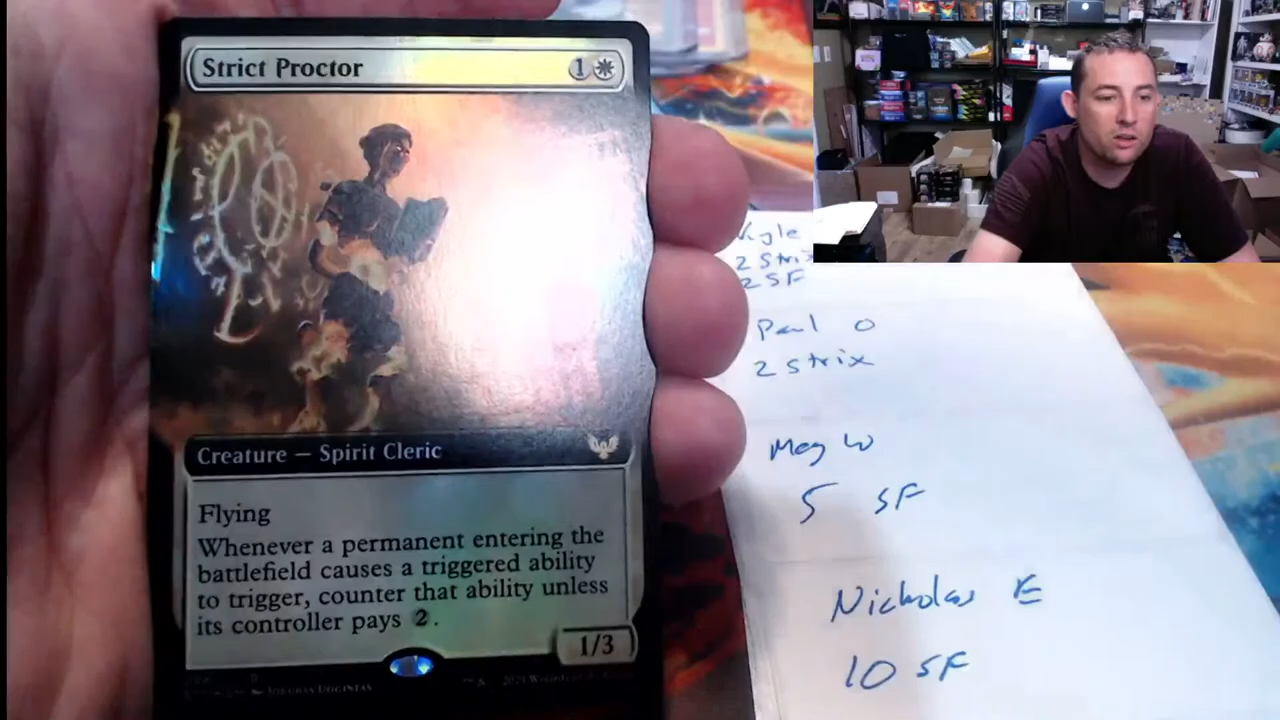 Strict Proctor 1
Creature — Spirit Cleric
Flying
Whenever a permanent entering the
battlefield causes a triggered ability
to trigger, counter that ability unless
its controller pays 2.
1/3
Kyle
2 Strix
2 SF
Paul O
2 strix
Meg W
5 SF
Nickolas E
10 SF